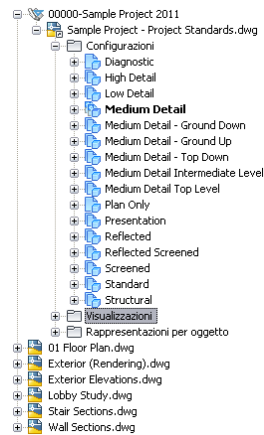 00000-Sample Project 2011
Sample Project - Project Standards.dwg
Configurazioni
Diagnostic
High Detail
Low Detail
Medium Detail
Medium Detail - Ground Down
Medium Detail - Ground Up
Medium Detail - Top Down
Medium Detail Intermediate Level
Medium Detail Top Level
Plan Only
Presentation
Reflected
Reflected Screened
Screened
Standard
Structural
Visualizzazioni
Rappresentazioni per oggetto
01 Floor Plan.dwg
Exterior (Rendering).dwg
Exterior Elevations.dwg
Lobby Study.dwg
Stair Sections.dwg
Wall Sections.dwg